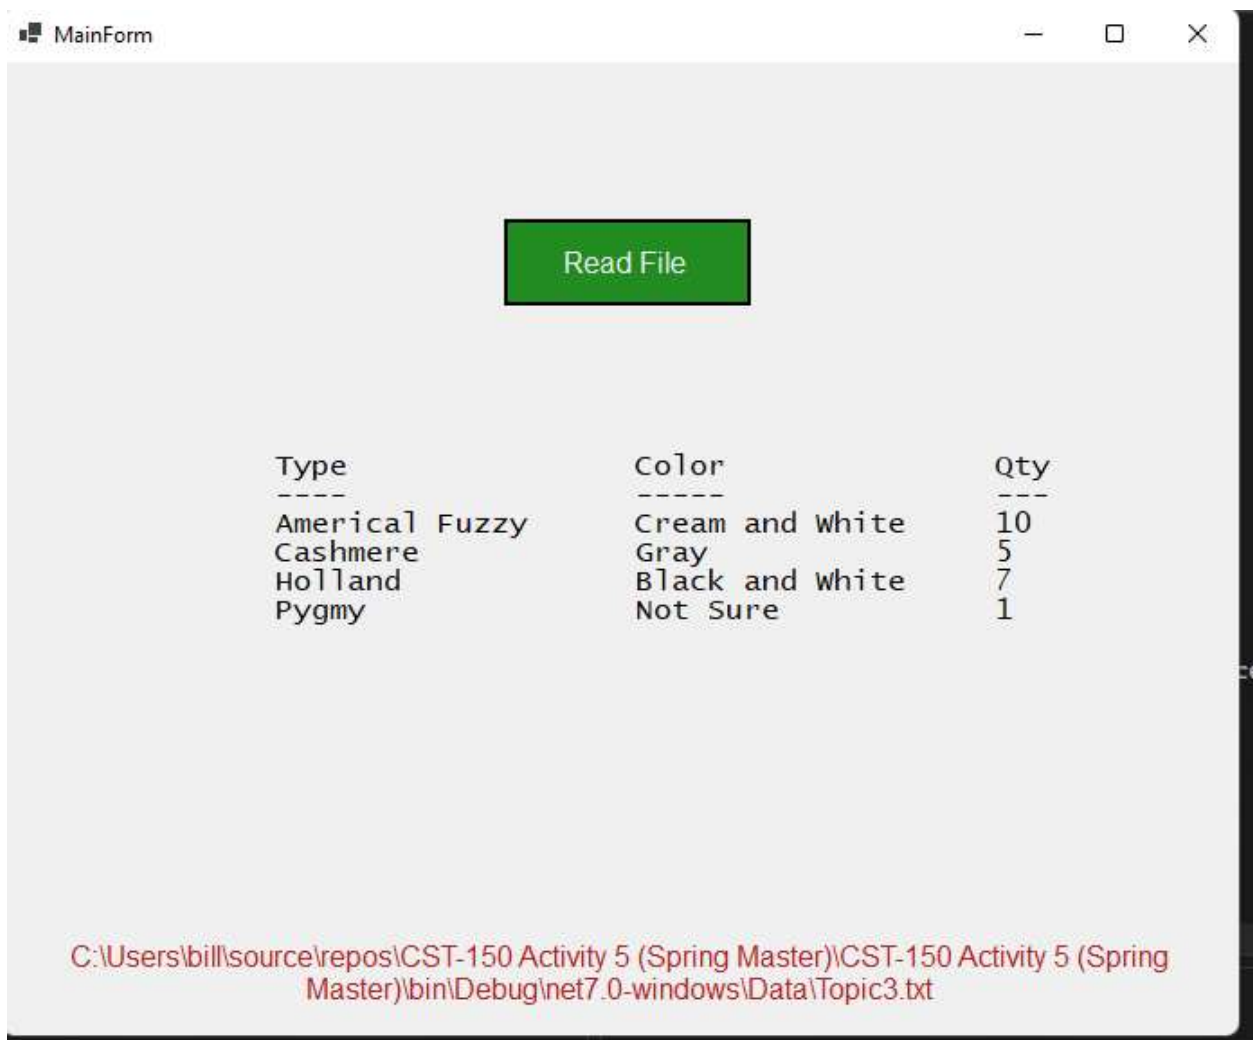 MainForm
Read File
Type Color Qty
---- ----- ---
Americal Fuzzy Cream and White 10
Cashmere Gray 5
Holland Black and White 7
Pygmy Not Sure 1
C:\Users\bill\source\repos\CST-150 Activity 5 (Spring Master)\CST-150 Activity 5 (Spring
Master)\bin\Debug\net7.0-windows\Data\Topic3.txt